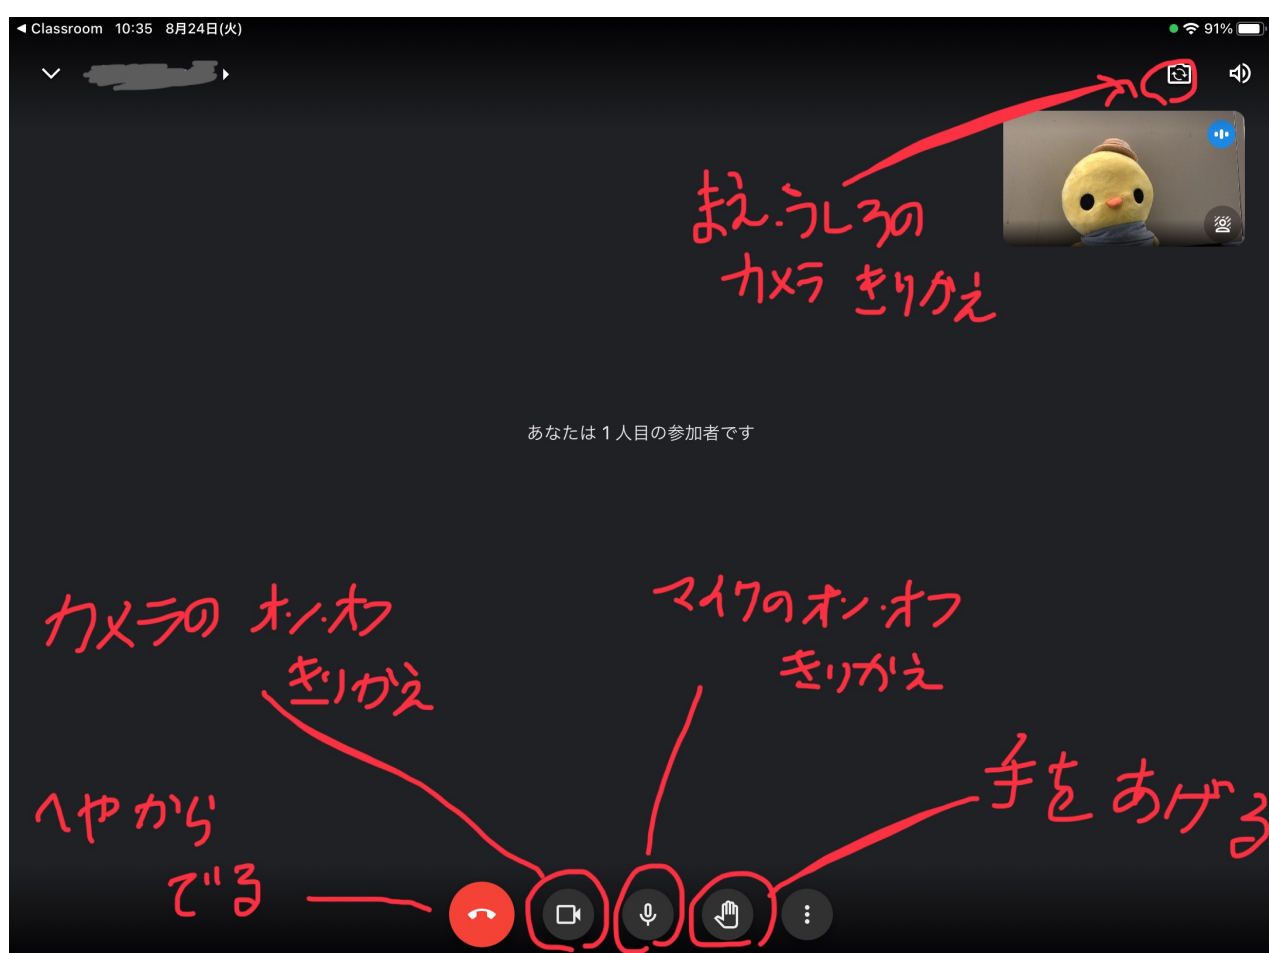 ◀ Classroom 10:35 8月24日(火) 91%
まえ・うしろの
カメラ きりかえ
あなたは 1 人目の参加者です
カメラの オン・オフ
きりかえ
マイクのオン・オフ
きりかえ
手を あげる
へやから
でる